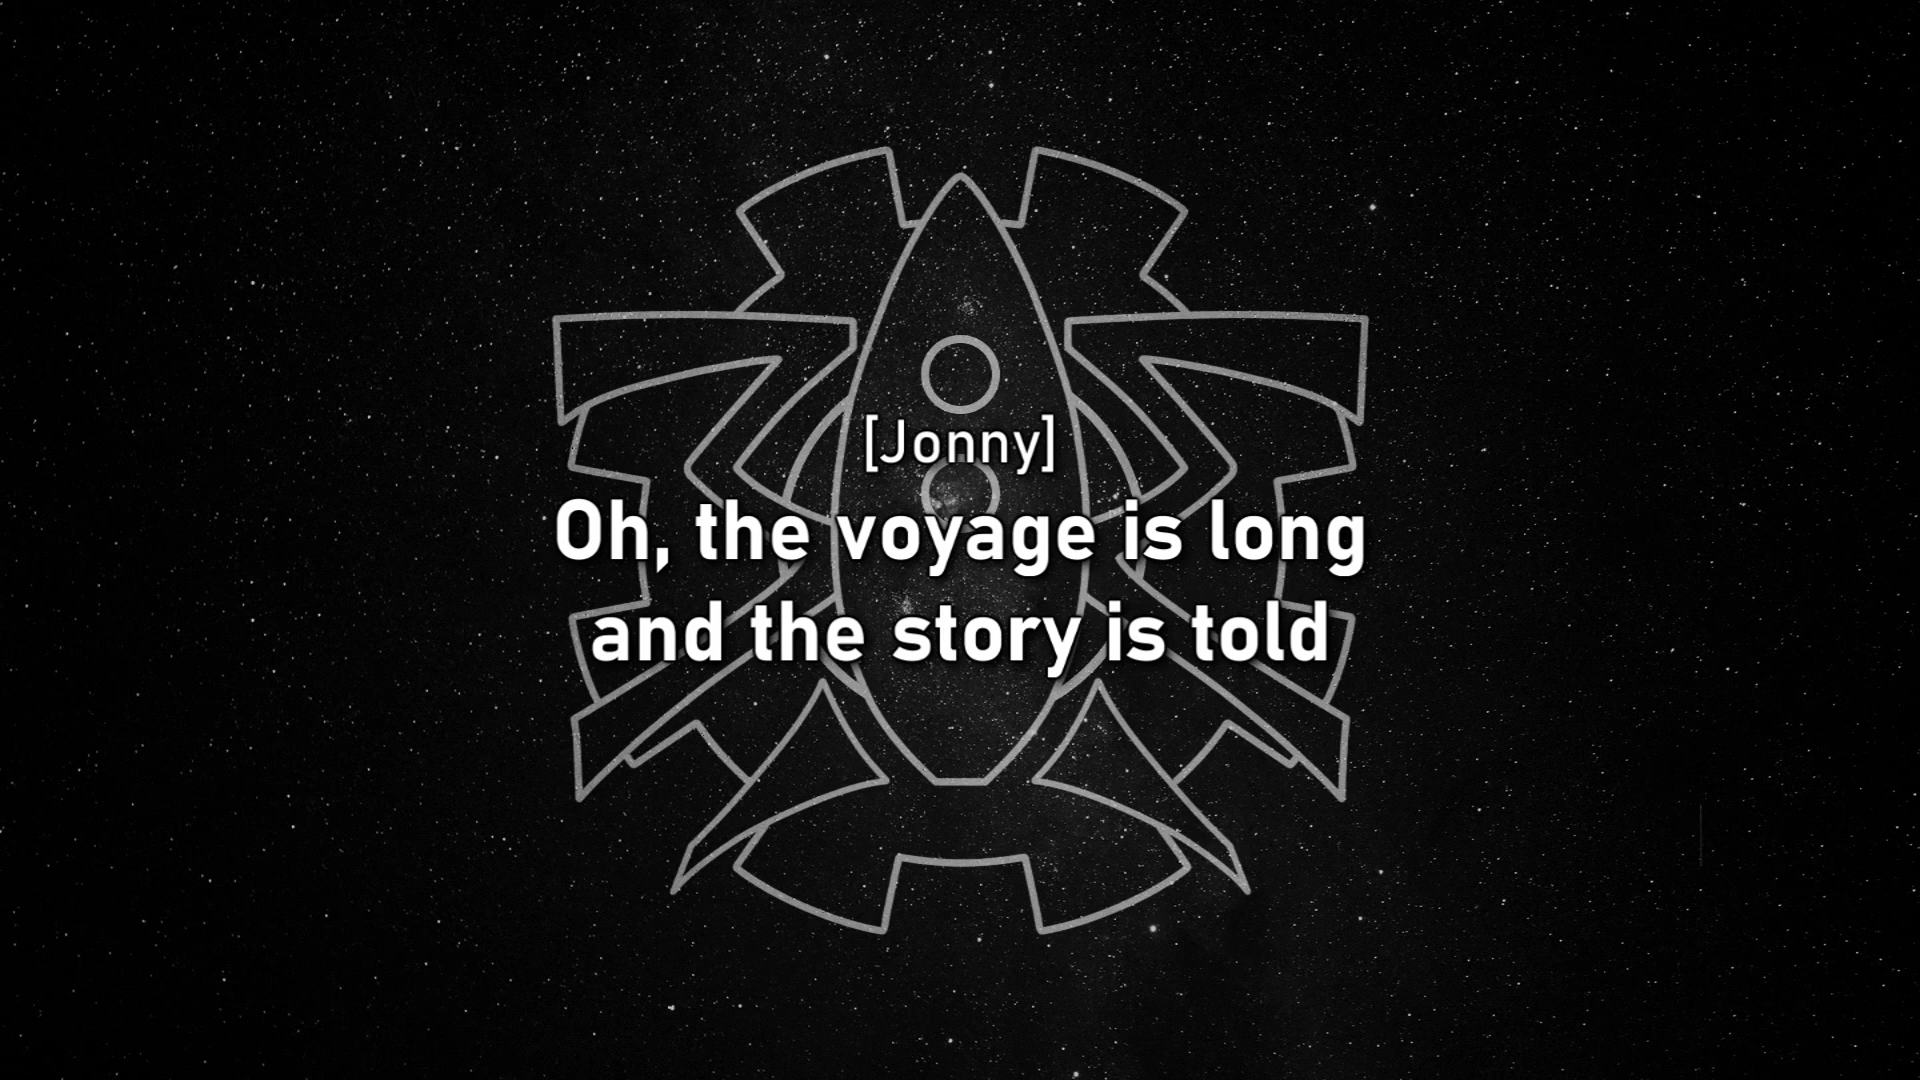 [Jonny]
Oh, the voyage is long
and the story is told